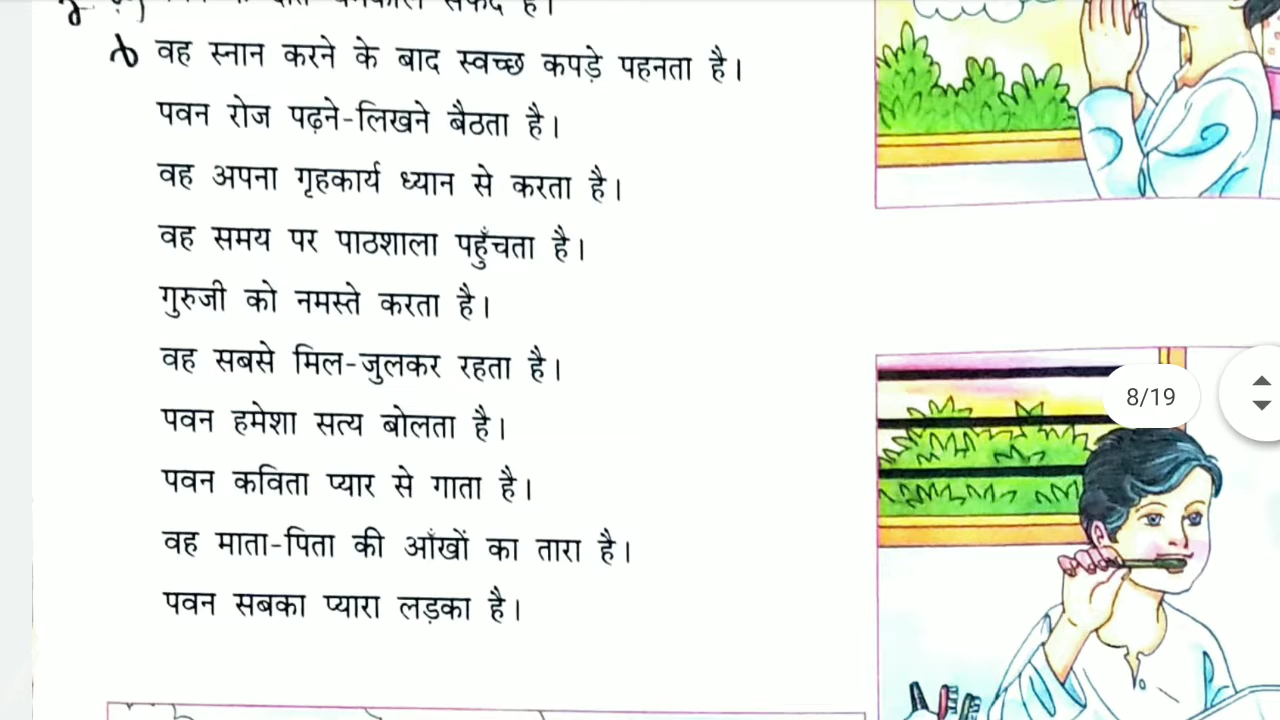 वह स्नान करने के बाद स्वच्छ कपड़े पहनता है।
पवन रोज पढ़ने-लिखने बैठता है।
वह अपना गृहकार्य ध्यान से करता है।
वह समय पर पाठशाला पहुँचता है।
गुरुजी को नमस्ते करता है।
वह सबसे मिल-जुलकर रहता है।
पवन हमेशा सत्य बोलता है।
पवन कविता प्यार से गाता है।
वह माता-पिता की आँखों का तारा है।
पवन सबका प्यारा लड़का है।
8/19